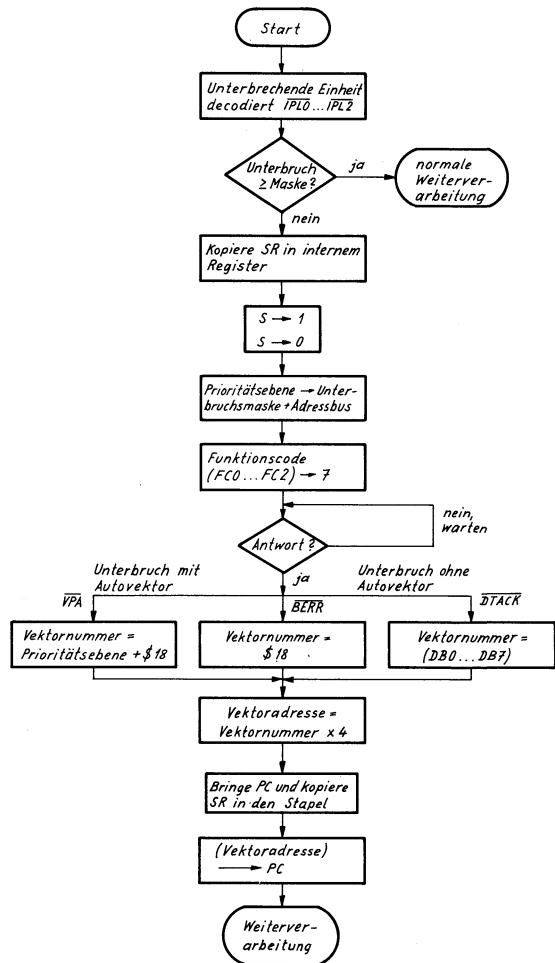 Start
Unterbrechende Einheit
decodiert IPL0...IPL2
Unterbruch
≥ Maske?
ja
normale
Weiterver-
arbeitung
nein
Kopiere SR in internem
Register
S → 1
S → 0
Prioritätsebene → Unter-
bruchsmaske + Adressbus
Funktionscode
(FC0...FC2) → 7
nein,
warten
Antwort?
Unterbruch mit
Autovektor
ja
Unterbruch ohne
Autovektor
VPA
BERR
DTACK
Vektornummer =
Prioritätsebene + $18
Vektornummer =
$18
Vektornummer =
(DB0...DB7)
Vektoradresse =
Vektornummer x 4
Bringe PC und kopiere
SR in den Stapel
(Vektoradresse)
→ PC
Weiterver-
arbeitung